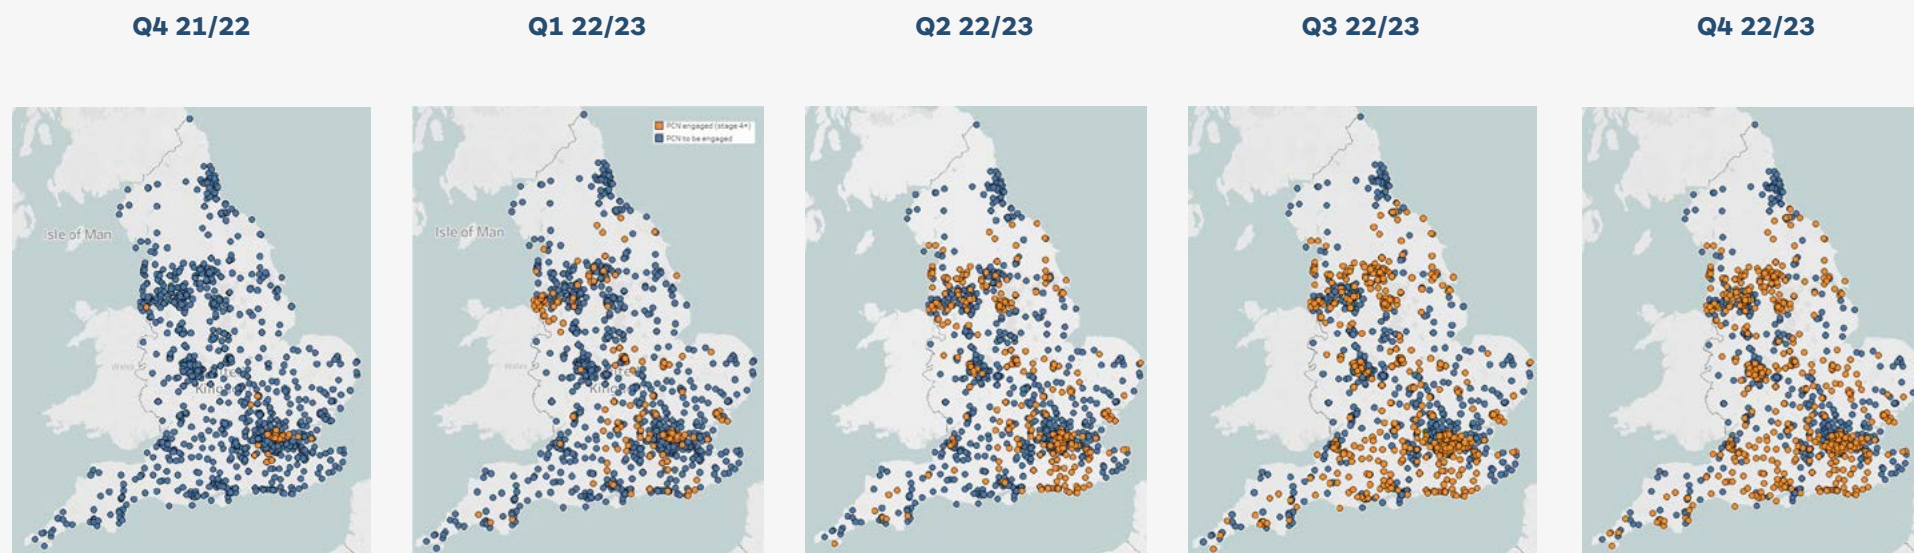 Q4 21/22
Q1 22/23
Q2 22/23
Q3 22/23
Q4 22/23
PCN engaged (stage 4+)
PCN to be engaged
Isle of Man
Isle of Man
Wales
Wales